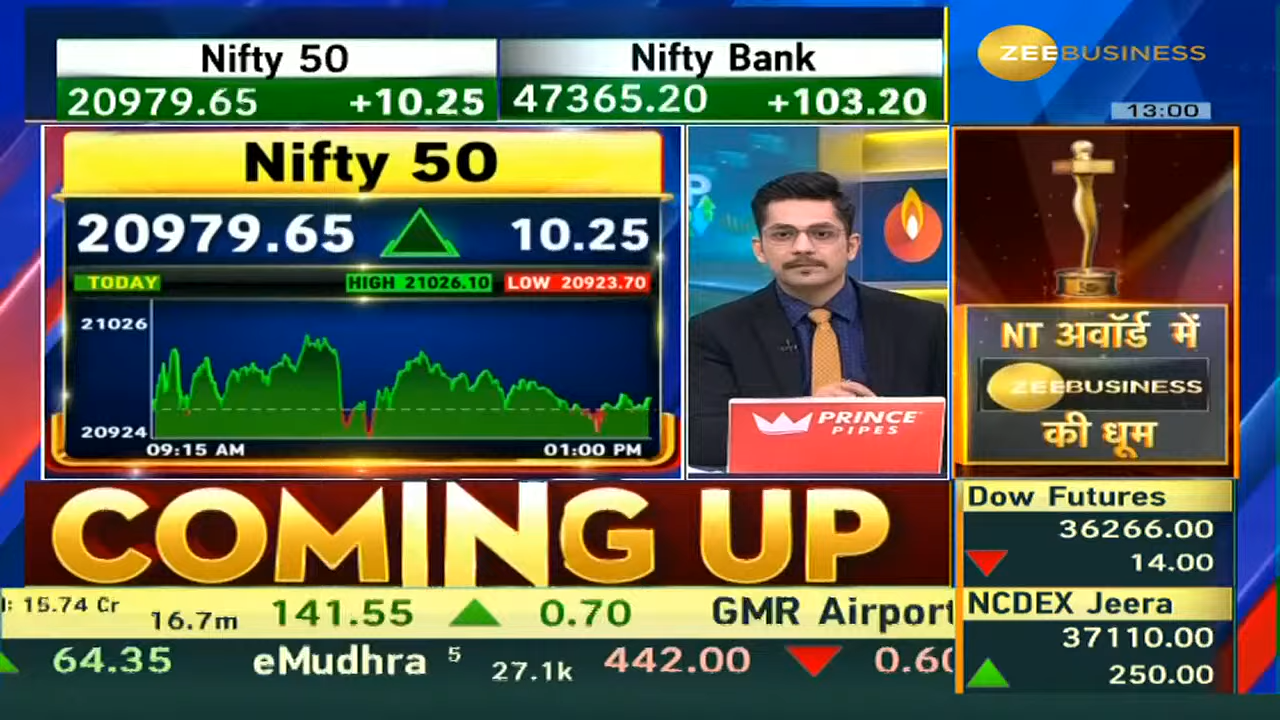 Nifty 50
20979.65 +10.25
Nifty Bank
47365.20 +103.20
ZEEBUSINESS
13:00
Nifty 50
20979.65 10.25
TODAY HIGH 21026.10 LOW 20923.70
21026
20924
09:15 AM 01:00 PM
PRINCE
PIPES
NT अवॉर्ड में
ZEEBUSINESS
की धूम
COMING UP
Dow Futures
36266.00
14.00
NCDEX Jeera
37110.00
250.00
15.74 Cr 16.7m 141.55 0.70 GMR Airport
64.35 eMudhra 5 27.1k 442.00 0.60